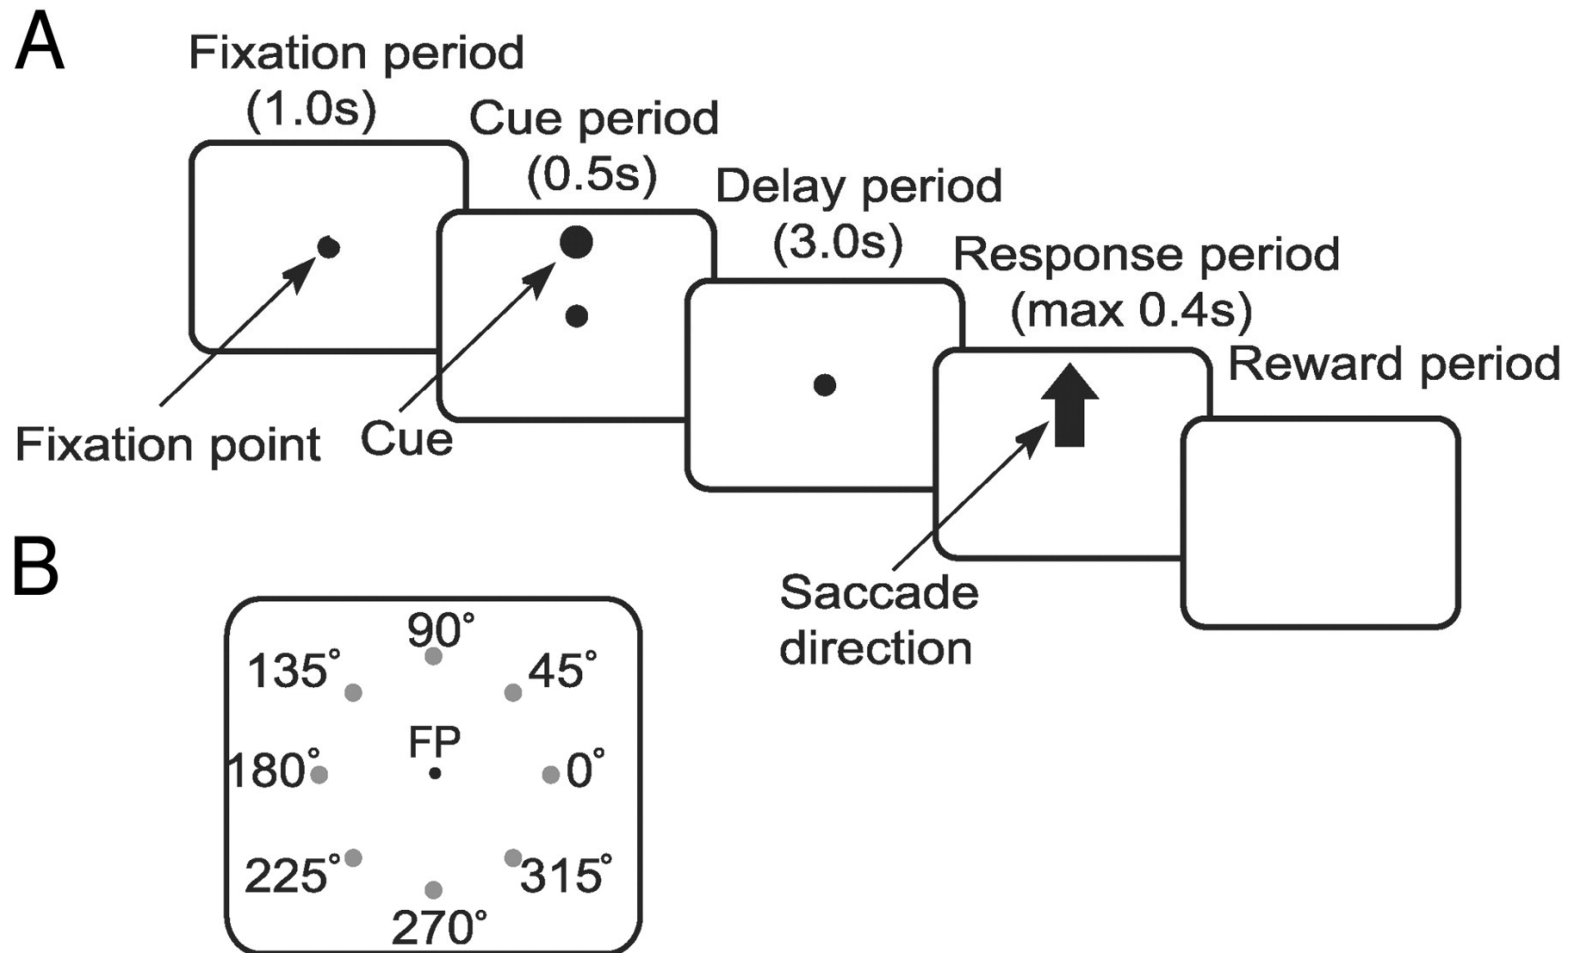 A
Fixation period
(1.0s)
Cue period
(0.5s)
Delay period
(3.0s)
Response period
(max 0.4s)
Reward period
Fixation point
Cue
Saccade
direction
B
90°
135°
45°
FP
180°
0°
225°
315°
270°